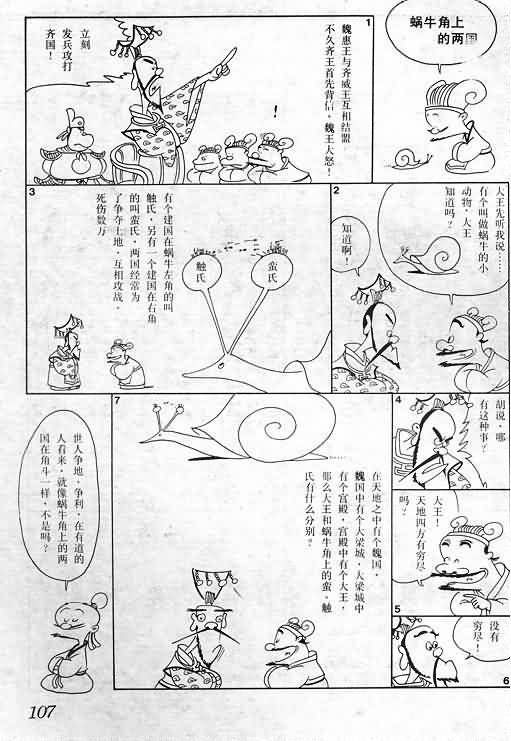 蜗牛角上
的两国
1
魏惠王与齐威王互相结盟
不久齐王首先背信，魏王大怒！
立刻
发兵攻打
齐国！
2
大王先听我说……
有个叫做蜗牛的小
动物，大王
知道吗？
知道啊！
3
有个建国在蜗牛左角的叫
触氏，另有一个建国在右角
的叫蛮氏，两国经常为
了争夺土地，互相攻战，
死伤数万
触氏
蛮氏
4
胡说，哪
有这种事？
5
大王！
天地四方有穷尽
吗？
6
没有
穷尽！
7
在天地之中有个魏国，
魏国中有个大梁城，大梁城中
有个宫殿，宫殿中有个大王，
那么大王和蜗牛角上的蛮、触
氏有什么分别？
世人争地，争利，在有道的
人看来，就像蜗牛角上的两
国在角斗一样，不是吗？
107